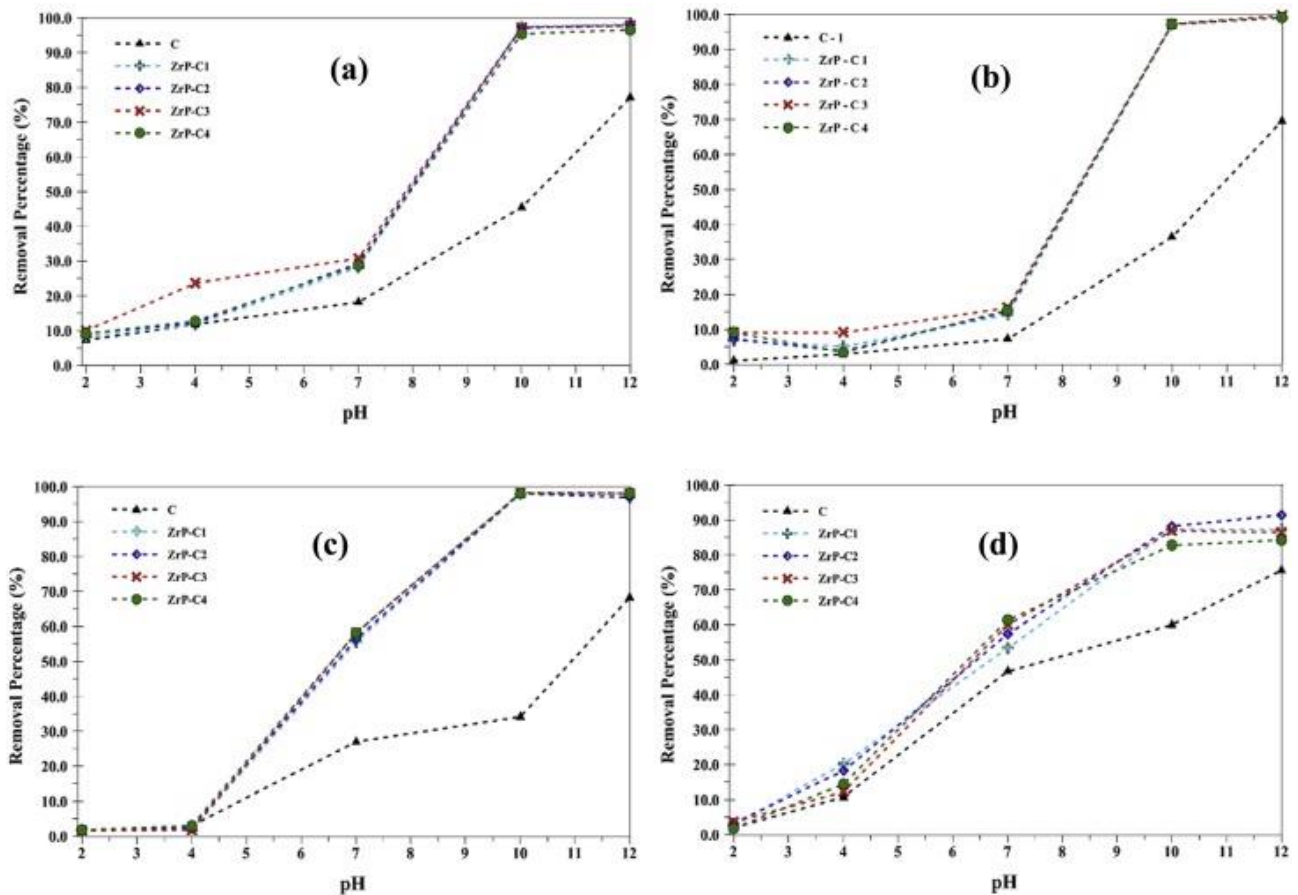 100.0
90.0
80.0
70.0
60.0
50.0
40.0
30.0
20.0
10.0
0.0
Removal Percentage (%)
C
ZrP-C1
ZrP-C2
ZrP-C3
ZrP-C4
(a)
2 3 4 5 6 7 8 9 10 11 12
pH
100.0
90.0
80.0
70.0
60.0
50.0
40.0
30.0
20.0
10.0
0.0
Removal Percentage (%)
C - 1
ZrP - C 1
ZrP - C 2
ZrP - C 3
ZrP - C 4
(b)
2 3 4 5 6 7 8 9 10 11 12
pH
100.0
90.0
80.0
70.0
60.0
50.0
40.0
30.0
20.0
10.0
0.0
Removal Percentage (%)
C
ZrP-C1
ZrP-C2
ZrP-C3
ZrP-C4
(c)
2 3 4 5 6 7 8 9 10 11 12
pH
100.0
90.0
80.0
70.0
60.0
50.0
40.0
30.0
20.0
10.0
0.0
Removal Percentage (%)
C
ZrP-C1
ZrP-C2
ZrP-C3
ZrP-C4
(d)
2 3 4 5 6 7 8 9 10 11 12
pH